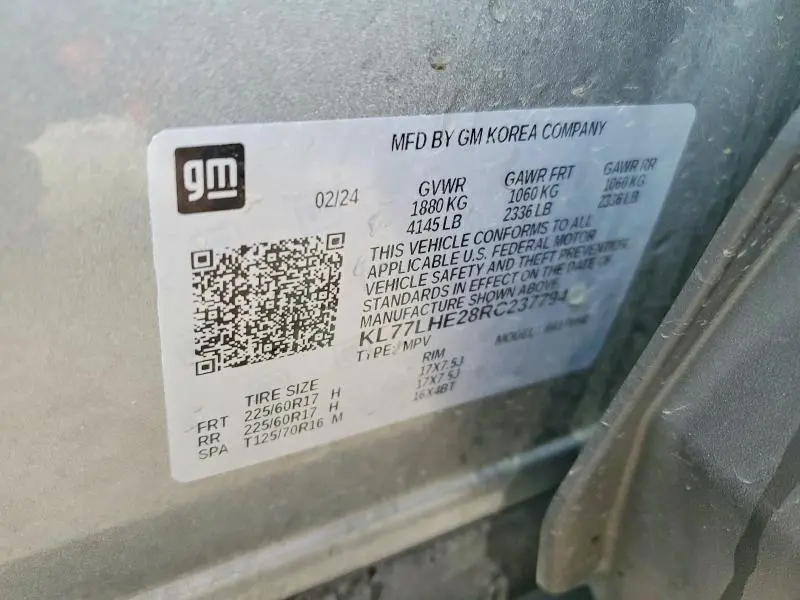 MFD BY GM KOREA COMPANY
gm
02/24
GVWR GAWR FRT GAWR RR
1880 KG 1060 KG 1060 KG
4145 LB 2336 LB 2336 LB
THIS VEHICLE CONFORMS TO ALL
APPLICABLE U.S. FEDERAL MOTOR
VEHICLE SAFETY AND THEFT PREVENTION
STANDARDS IN EFFECT ON THE DATE OF
MANUFACTURE SHOWN ABOVE.
KL77LHE28RC237794
TYPE: MPV MODEL:
TIRE SIZE RIM
FRT 225/60R17 H 17X7.5J
RR 225/60R17 H 17X7.5J
SPA T125/70R16 M 16X4BT